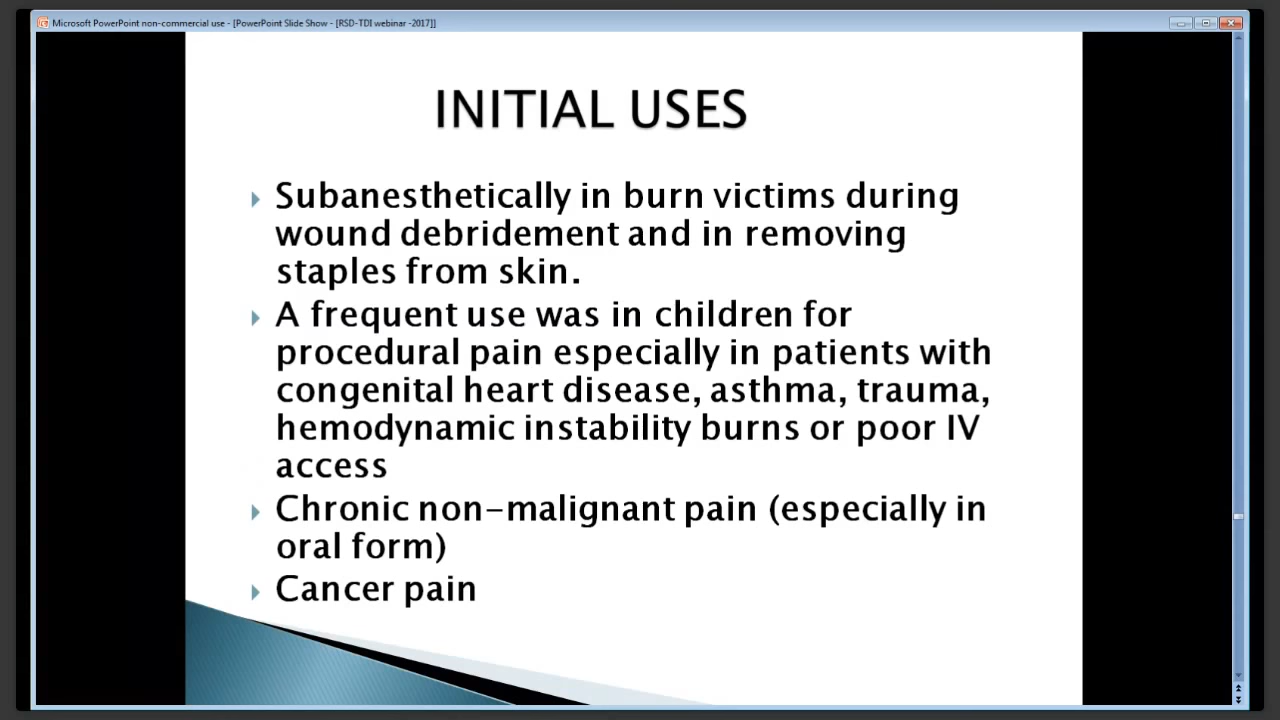 Microsoft PowerPoint non-commercial use - [PowerPoint Slide Show - [RSD-TDI webinar -2017]]
INITIAL USES
Subanesthetically in burn victims during
wound debridement and in removing
staples from skin.
A frequent use was in children for
procedural pain especially in patients with
congenital heart disease, asthma, trauma,
hemodynamic instability burns or poor IV
access
Chronic non-malignant pain (especially in
oral form)
Cancer pain